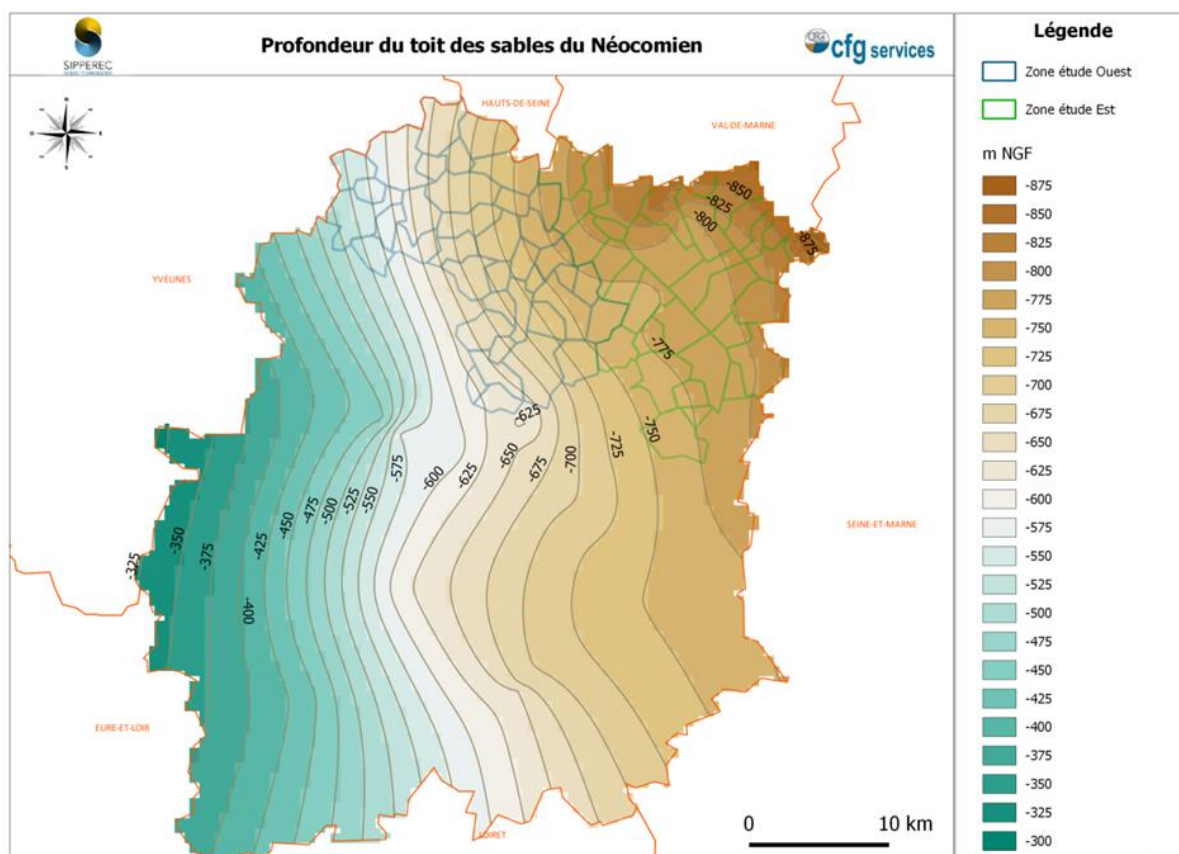 SIPPEREC
Profondeur du toit des sables du Néocomien
cfg services
N
O
E
S
HAUTS-DE-SEINE
VAL-DE-MARNE
YVELINES
SEINE-ET-MARNE
EURE-ET-LOIR
LOIRET
-850
-825
-800
-875
-775
-750
-725
-625
-700
-675
-650
-625
-600
-575
-550
-525
-500
-475
-450
-425
-400
-375
-350
-325
0
10 km
Légende
Zone étude Ouest
Zone étude Est
m NGF
-875
-850
-825
-800
-775
-750
-725
-700
-675
-650
-625
-600
-575
-550
-525
-500
-475
-450
-425
-400
-375
-350
-325
-300